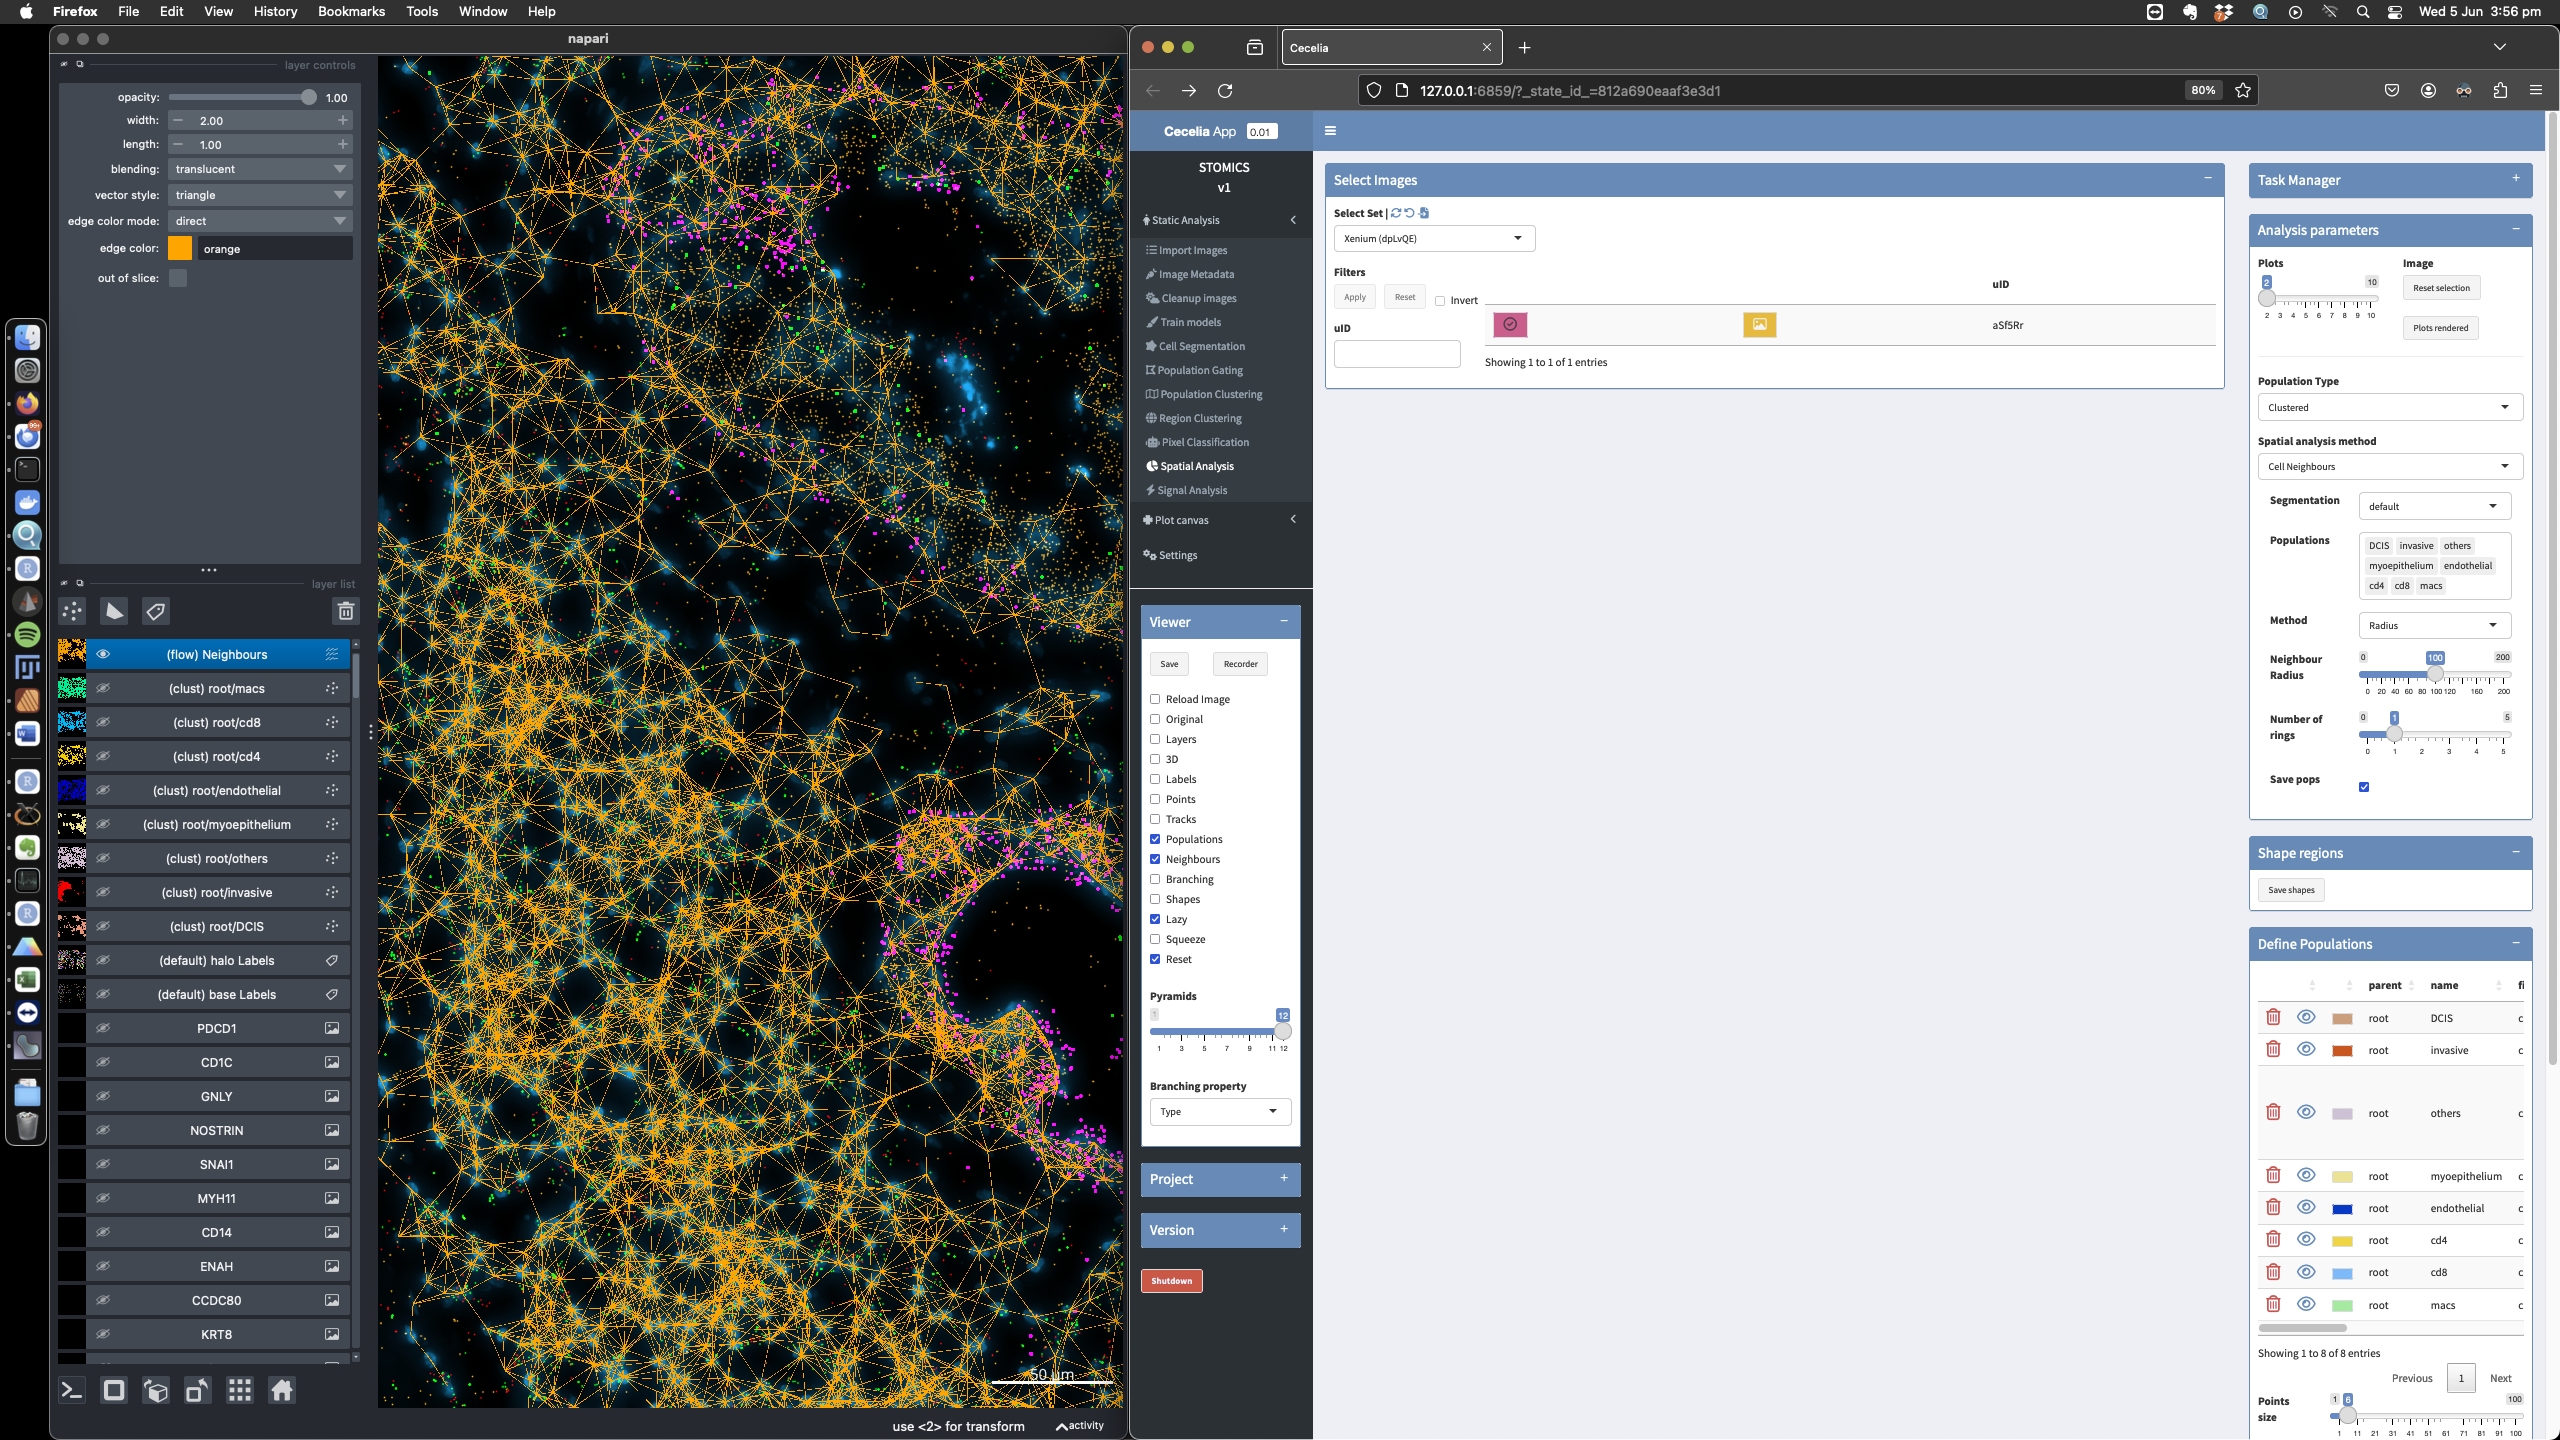 Firefox File Edit View History Bookmarks Tools Window Help
7
Wed 5 Jun 3:56 pm
napari
layer controls
opacity: 1.00
width: − 2.00 +
length: − 1.00 +
blending: translucent
vector style: triangle
edge color mode: direct
edge color: orange
out of slice:
layer list
(flow) Neighbours
(clust) root/macs
(clust) root/cd8
(clust) root/cd4
(clust) root/endothelial
(clust) root/myoepithelium
(clust) root/others
(clust) root/invasive
(clust) root/DCIS
(default) halo Labels
(default) base Labels
PDCD1
CD1C
GNLY
NOSTRIN
SNAI1
MYH11
CD14
ENAH
CCDC80
KRT8
50 µm
use <2> for transform
activity
Cecelia
127.0.0.1:6859/?_state_id_=812a690eaaf3e3d1
80%
Cecelia App 0.01
STOMICS
v1
Static Analysis
Import Images
Image Metadata
Cleanup images
Train models
Cell Segmentation
Population Gating
Population Clustering
Region Clustering
Pixel Classification
Spatial Analysis
Signal Analysis
Plot canvas
Settings
Viewer −
Save Recorder
Reload Image
Original
Layers
3D
Labels
Points
Tracks
Populations
Neighbours
Branching
Shapes
Lazy
Squeeze
Reset
Pyramids
1 12
1 3 5 7 9 11 12
Branching property
Type
Project +
Version +
Shutdown
Select Images −
Select Set |
Xenium (dpLvQE)
Filters
Apply Reset Invert
uID
uID
aSf5Rr
Showing 1 to 1 of 1 entries
Task Manager +
Analysis parameters −
Plots
2 10
2 3 4 5 6 7 8 9 10
Image
Reset selection
Plots rendered
Population Type
Clustered
Spatial analysis method
Cell Neighbours
Segmentation default
Populations
DCIS invasive others
myoepithelium endothelial
cd4 cd8 macs
Method Radius
Neighbour Radius
0 100 200
0 20 40 60 80 100 120 160 200
Number of rings
0 1 5
0 1 2 3 4 5
Save pops
Shape regions −
Save shapes
Define Populations −
parent name fi
root DCIS c
root invasive c
root others c
root myoepithelium c
root endothelial c
root cd4 c
root cd8 c
root macs c
Showing 1 to 8 of 8 entries
Previous 1 Next
Points size
1 6 100
1 11 21 31 41 51 61 71 81 91 100